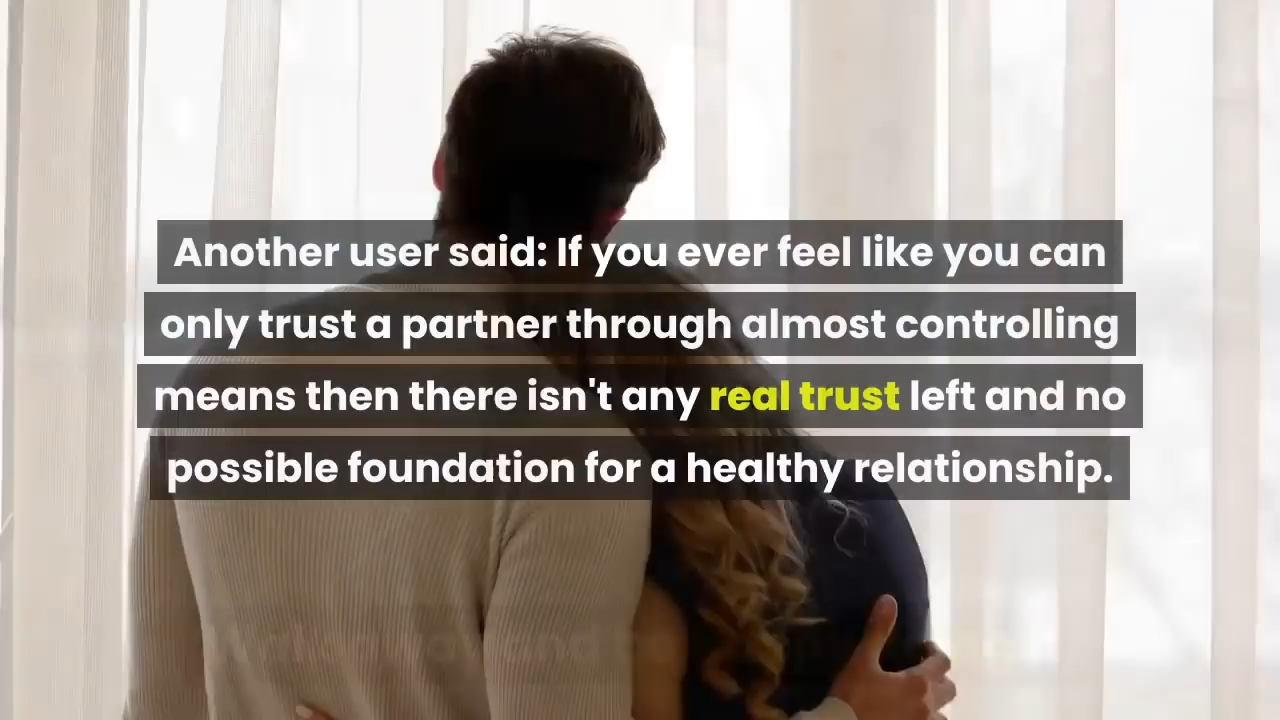 Another user said: If you ever feel like you can
only trust a partner through almost controlling
means then there isn't any real trust left and no
possible foundation for a healthy relationship.